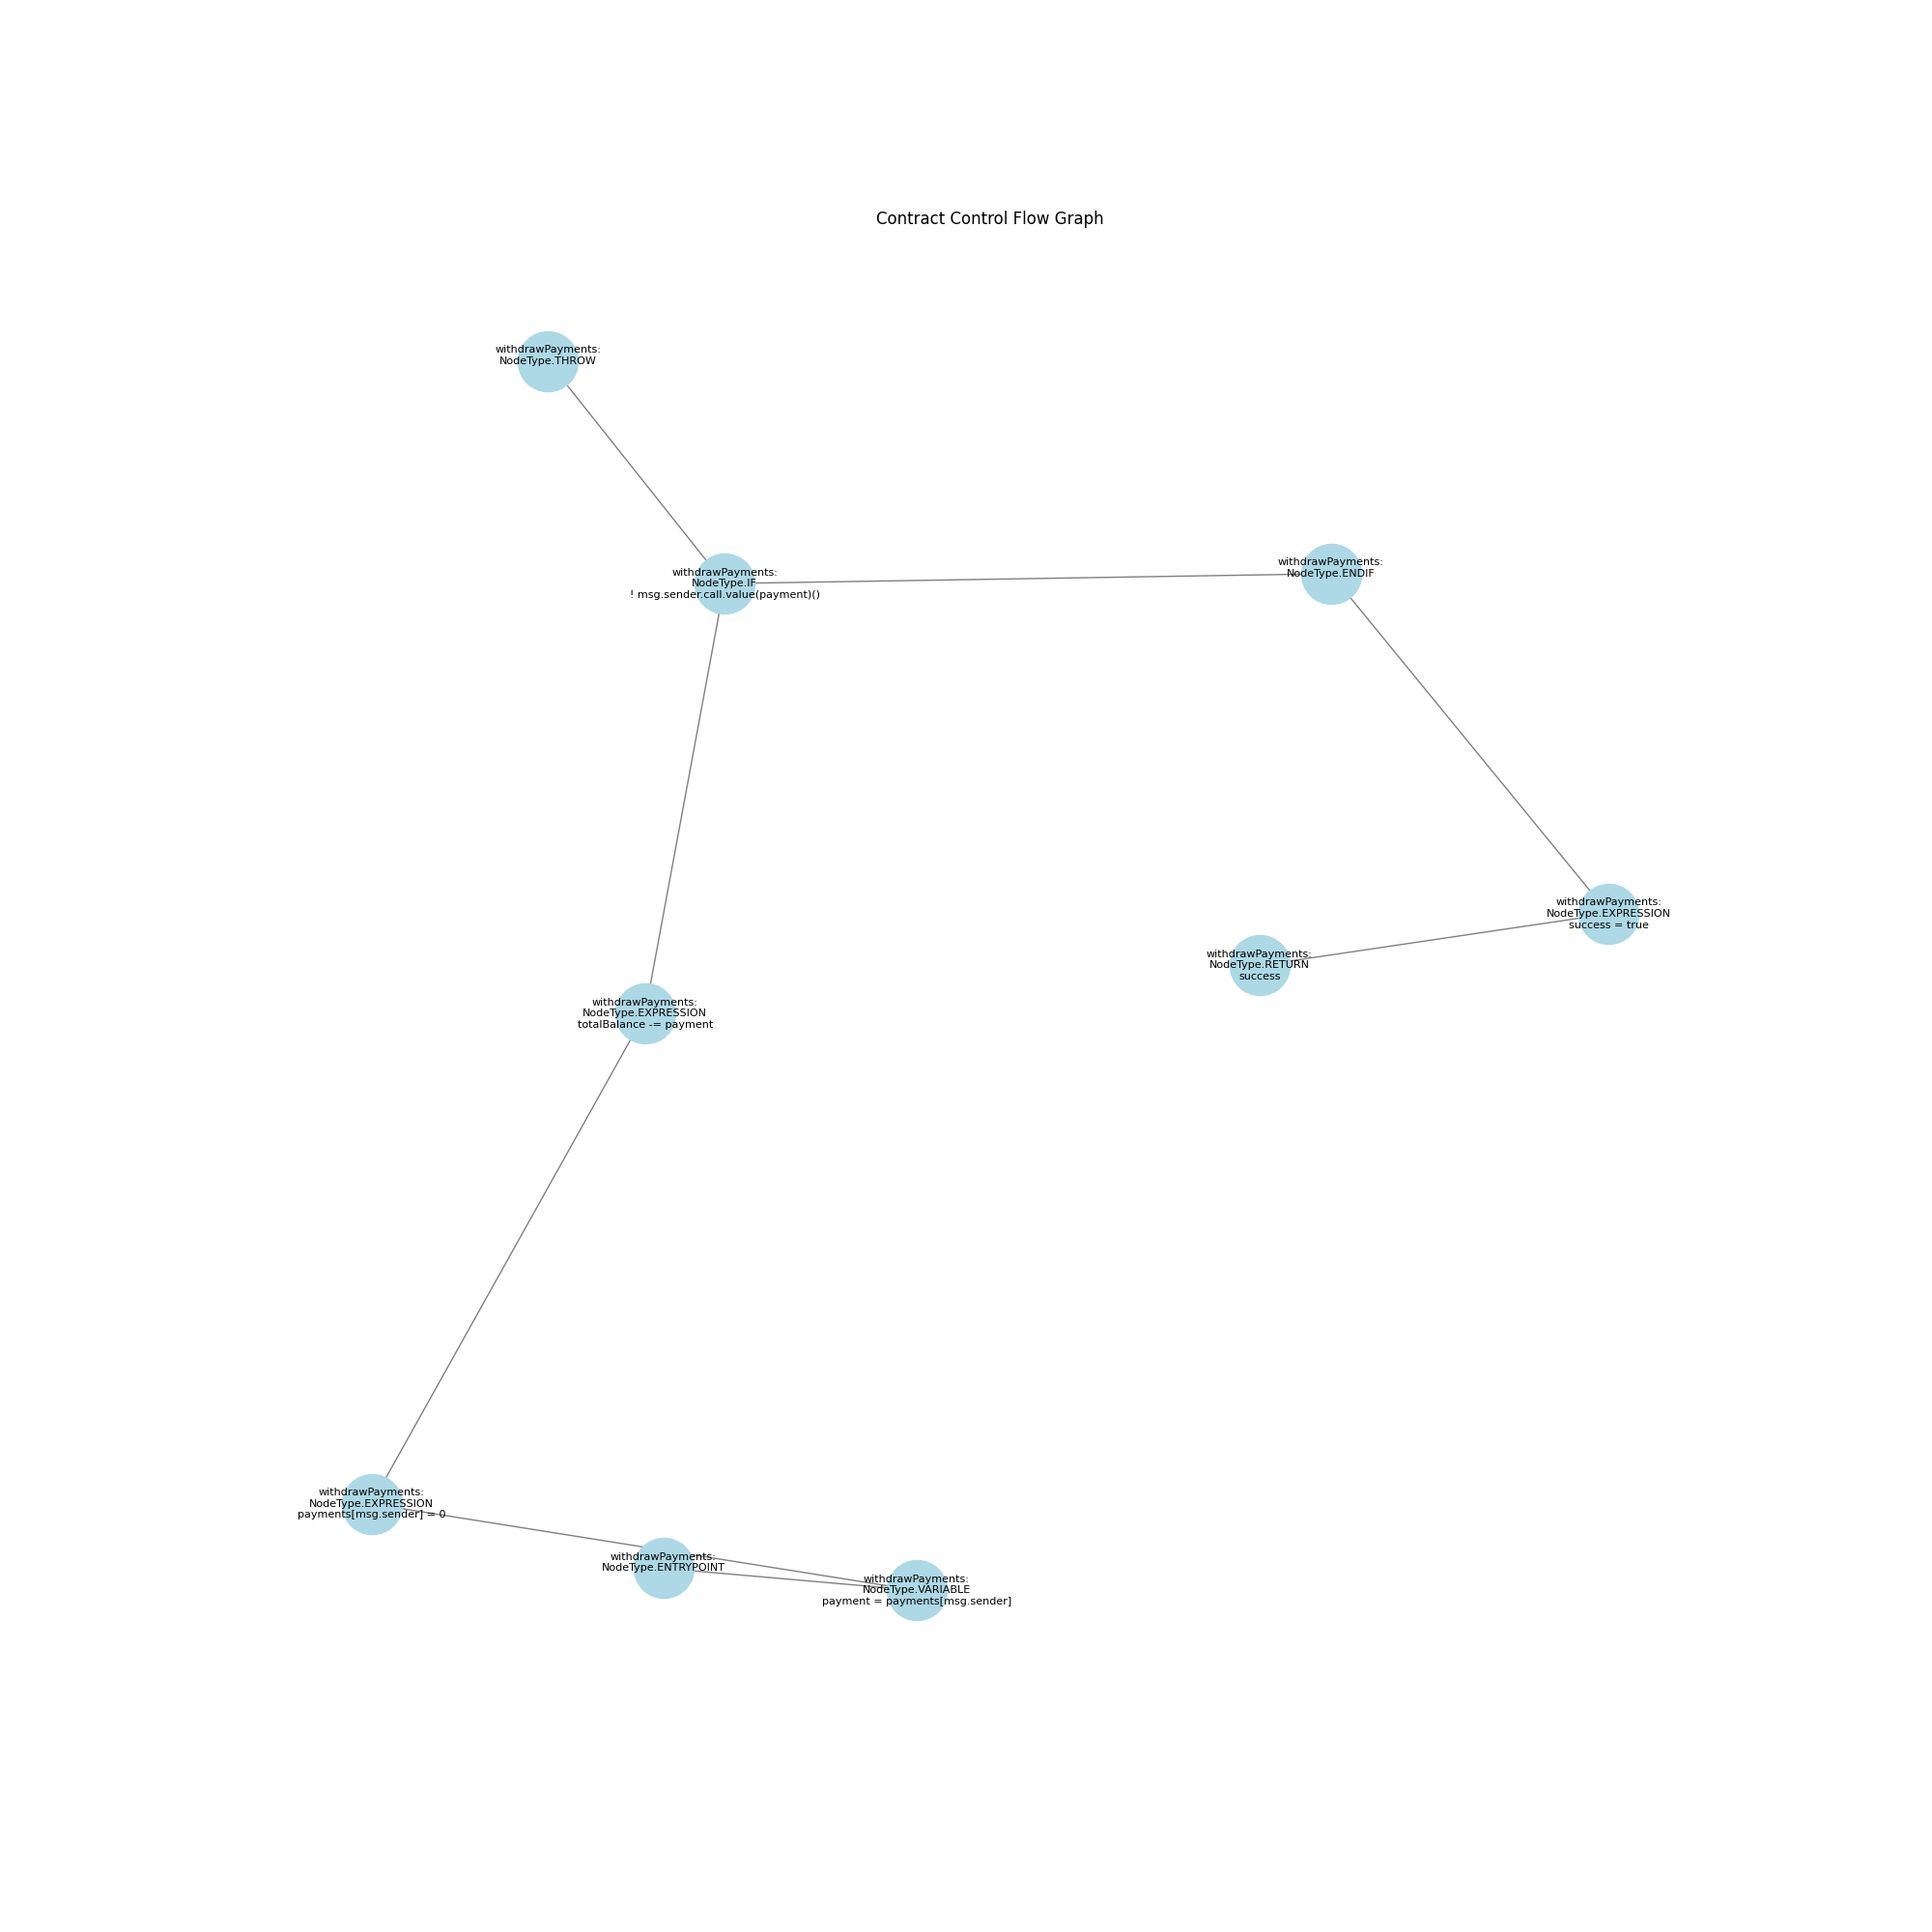 Contract Control Flow Graph
withdrawPayments:
NodeType.THROW
withdrawPayments:
NodeType.IF
! msg.sender.call.value(payment)()
withdrawPayments:
NodeType.ENDIF
withdrawPayments:
NodeType.EXPRESSION
success = true
withdrawPayments:
NodeType.RETURN
success
withdrawPayments:
NodeType.EXPRESSION
totalBalance -= payment
withdrawPayments:
NodeType.EXPRESSION
payments[msg.sender] = 0
withdrawPayments:
NodeType.ENTRYPOINT
withdrawPayments:
NodeType.VARIABLE
payment = payments[msg.sender]